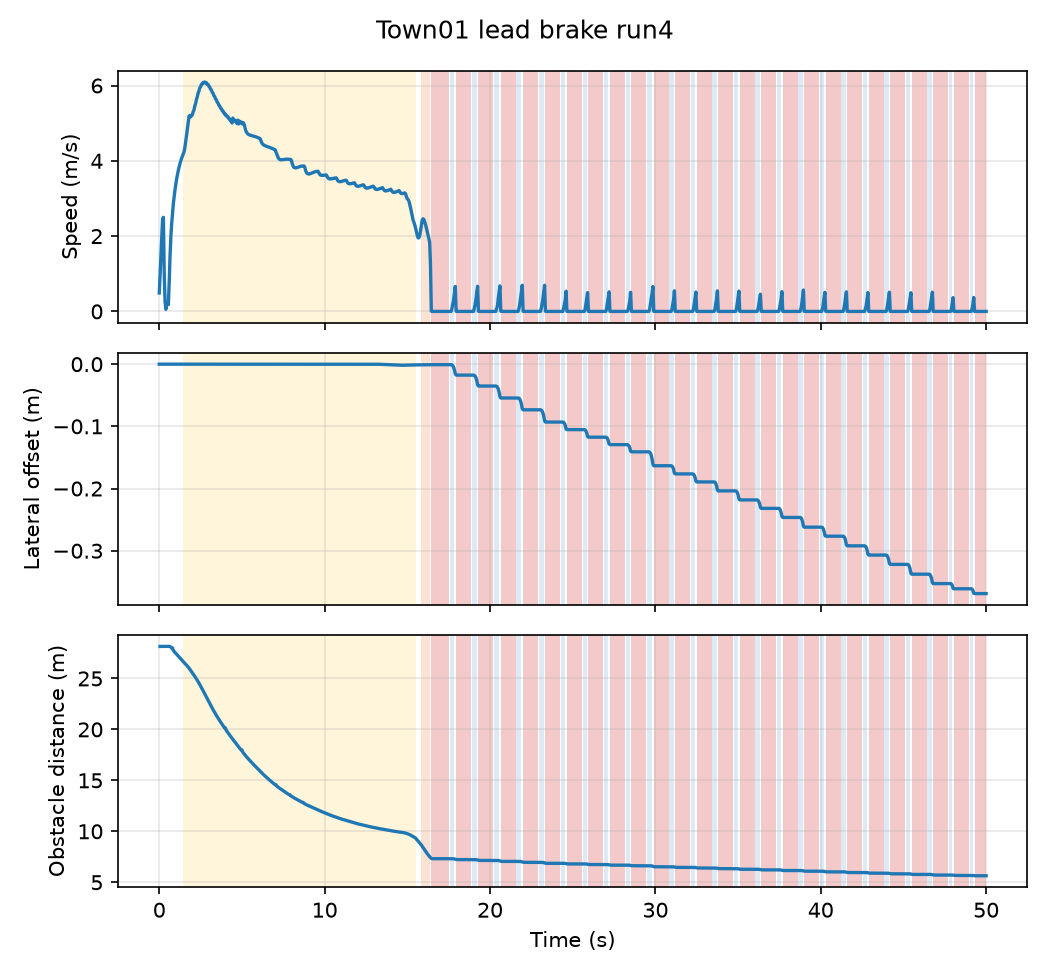 Town01 lead brake run4
Speed (m/s)
6
4
2
0
Lateral offset (m)
0.0
−0.1
−0.2
−0.3
Obstacle distance (m)
25
20
15
10
5
0 10 20 30 40 50
Time (s)